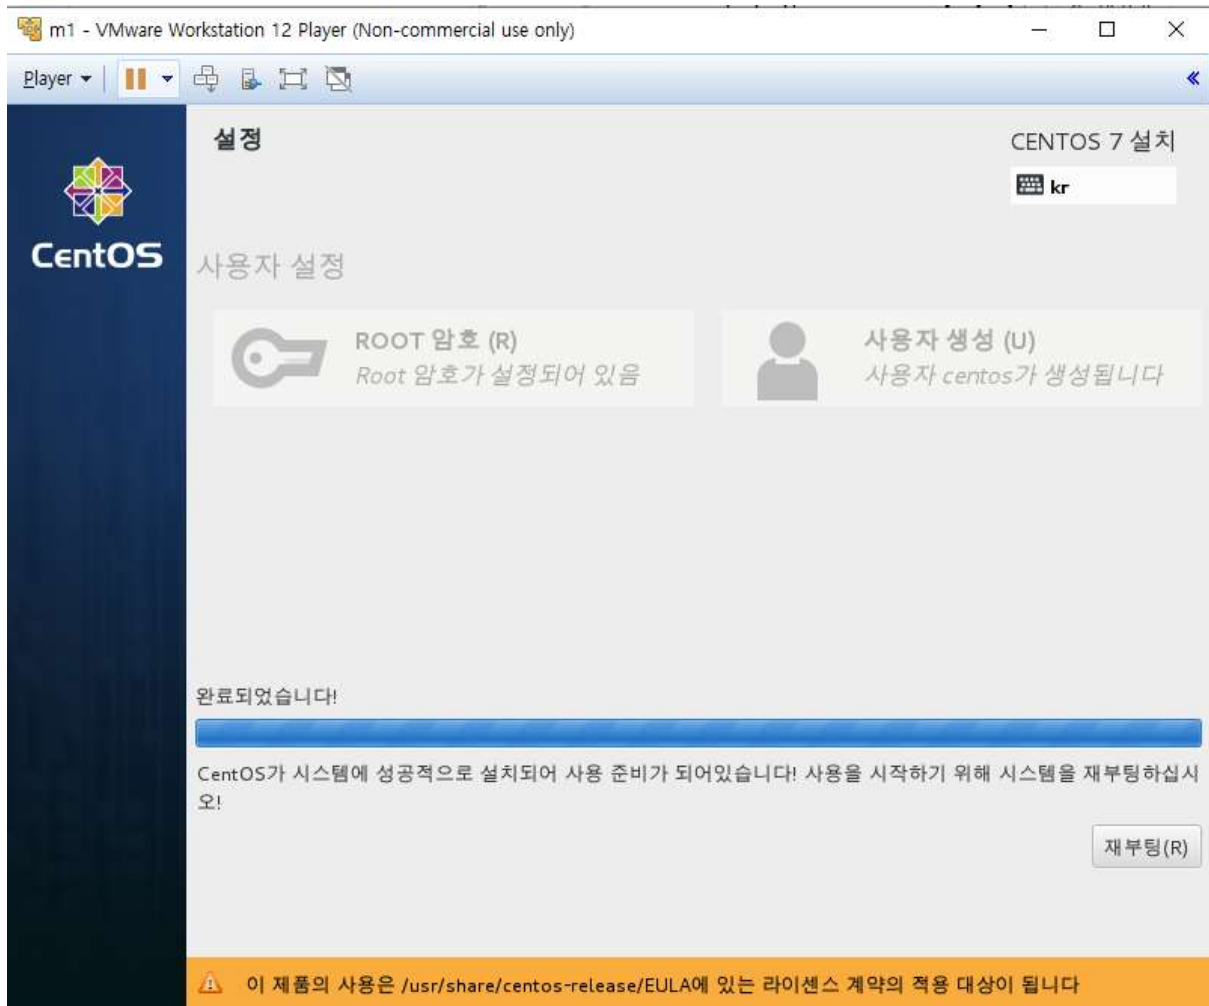 m1 - VMware Workstation 12 Player (Non-commercial use only)
Player
설정
CENTOS 7 설치
kr
CentOS
사용자 설정
ROOT 암호 (R)
Root 암호가 설정되어 있음
사용자 생성 (U)
사용자 centos가 생성됩니다
완료되었습니다!
CentOS가 시스템에 성공적으로 설치되어 사용 준비가 되어있습니다! 사용을 시작하기 위해 시스템을 재부팅하십시
오!
재부팅(R)
이 제품의 사용은 /usr/share/centos-release/EULA에 있는 라이센스 계약의 적용 대상이 됩니다